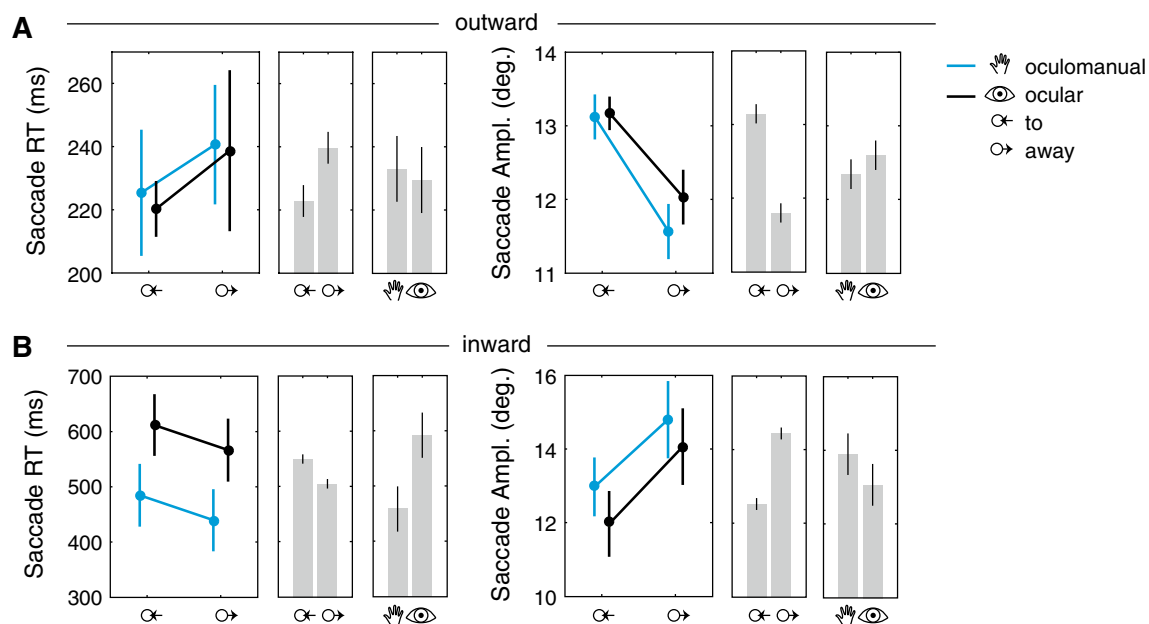 A
outward
Saccade RT (ms)
260
240
220
200
Saccade Ampl. (deg.)
14
13
12
11
oculomanual
ocular
to
away
B
inward
Saccade RT (ms)
700
600
500
400
300
Saccade Ampl. (deg.)
16
14
12
10